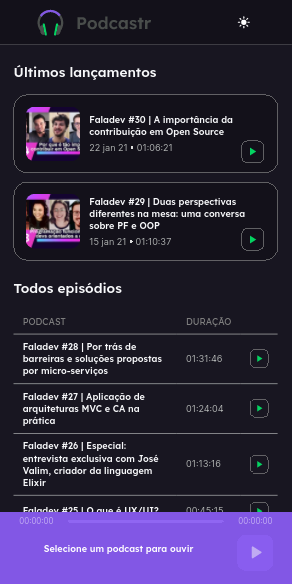 Podcastr
Últimos lançamentos
Faladev #30 | A importância da
contribuição em Open Source
22 jan 21 • 01:06:21
Faladev #29 | Duas perspectivas
diferentes na mesa: uma conversa
sobre PF e OOP
15 jan 21 • 01:10:37
Todos episódios
PODCAST DURAÇÃO
Faladev #28 | Por trás de
barreiras e soluções propostas
por micro-serviços
01:31:46
Faladev #27 | Aplicação de
arquiteturas MVC e CA na
prática
01:24:04
Faladev #26 | Especial:
entrevista exclusiva com José
Valim, criador da linguagem
Elixir
01:13:16
Faladev #25 | O que é UX/UI? 00:45:15
00:00:00 00:00:00
Selecione um podcast para ouvir